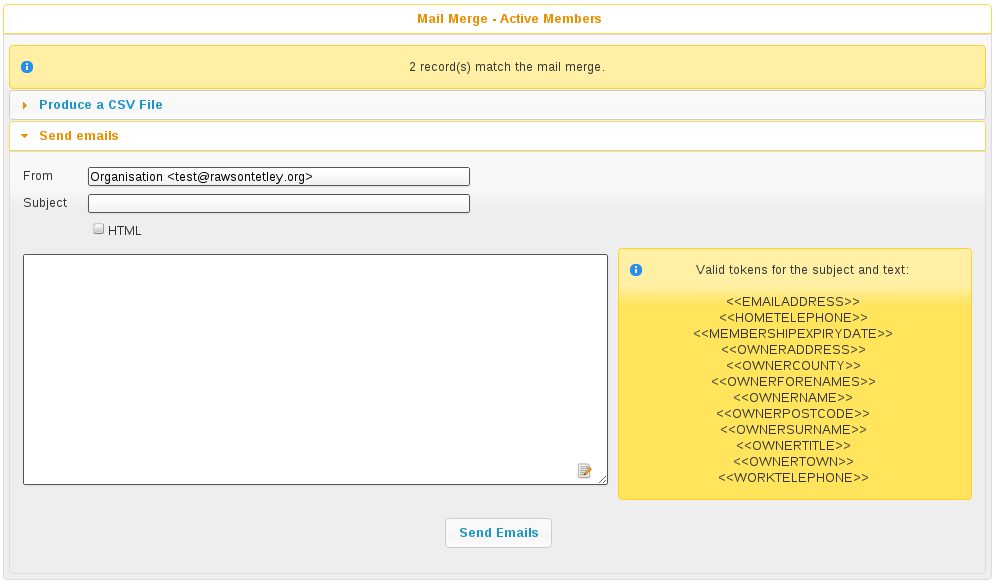 Mail Merge - Active Members
2 record(s) match the mail merge.
Produce a CSV File
Send emails
From
Organisation <test@rawsontetley.org>
Subject
HTML
Valid tokens for the subject and text:
<<EMAILADDRESS>>
<<HOMETELEPHONE>>
<<MEMBERSHIPEXPIRYDATE>>
<<OWNERADDRESS>>
<<OWNERCOUNTY>>
<<OWNERFORENAMES>>
<<OWNERNAME>>
<<OWNERPOSTCODE>>
<<OWNERSURNAME>>
<<OWNERTITLE>>
<<OWNERTOWN>>
<<WORKTELEPHONE>>
Send Emails